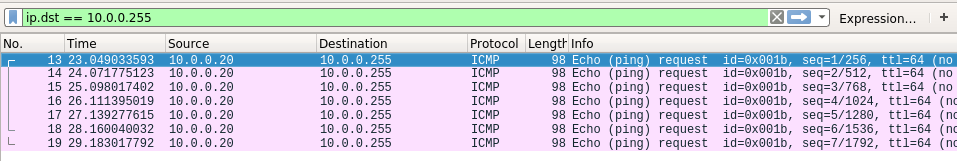 ip.dst == 10.0.0.255 Expression… +
No. Time Source Destination Protocol Length Info
13 23.049033593 10.0.0.20 10.0.0.255 ICMP 98 Echo (ping) request id=0x001b, seq=1/256, ttl=64 (no
14 24.071775123 10.0.0.20 10.0.0.255 ICMP 98 Echo (ping) request id=0x001b, seq=2/512, ttl=64 (no
15 25.098017402 10.0.0.20 10.0.0.255 ICMP 98 Echo (ping) request id=0x001b, seq=3/768, ttl=64 (no
16 26.111395019 10.0.0.20 10.0.0.255 ICMP 98 Echo (ping) request id=0x001b, seq=4/1024, ttl=64 (no
17 27.139277615 10.0.0.20 10.0.0.255 ICMP 98 Echo (ping) request id=0x001b, seq=5/1280, ttl=64 (no
18 28.160040032 10.0.0.20 10.0.0.255 ICMP 98 Echo (ping) request id=0x001b, seq=6/1536, ttl=64 (no
19 29.183017792 10.0.0.20 10.0.0.255 ICMP 98 Echo (ping) request id=0x001b, seq=7/1792, ttl=64 (no